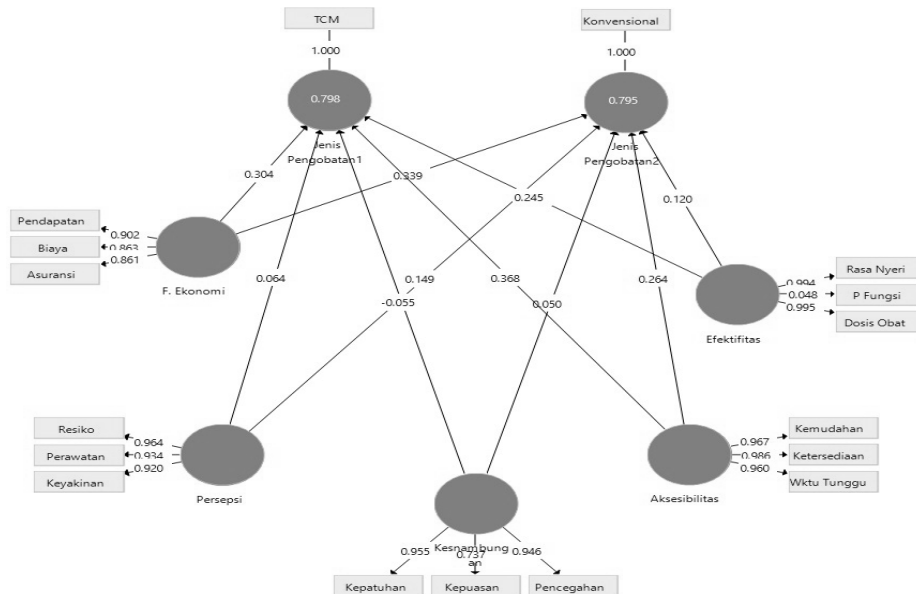 TCM
Konvensional
1.000
1.000
0.798
0.795
Jenis
Pengobatan1
Jenis
Pengobatan2
0.304
0.339
0.245
0.120
Pendapatan
Biaya
Asuransi
0.902
0.863
0.861
F. Ekonomi
0.064
0.149
-0.055
0.368
0.050
0.264
0.994
0.048
0.995
Rasa Nyeri
P Fungsi
Dosis Obat
Efektifitas
Resiko
Perawatan
Keyakinan
0.964
0.934
0.920
Persepsi
0.967
0.986
0.960
Kemudahan
Ketersediaan
Wktu Tunggu
Aksesibilitas
Kesnambung
an
0.955
0.737
0.946
Kepatuhan
Kepuasan
Pencegahan